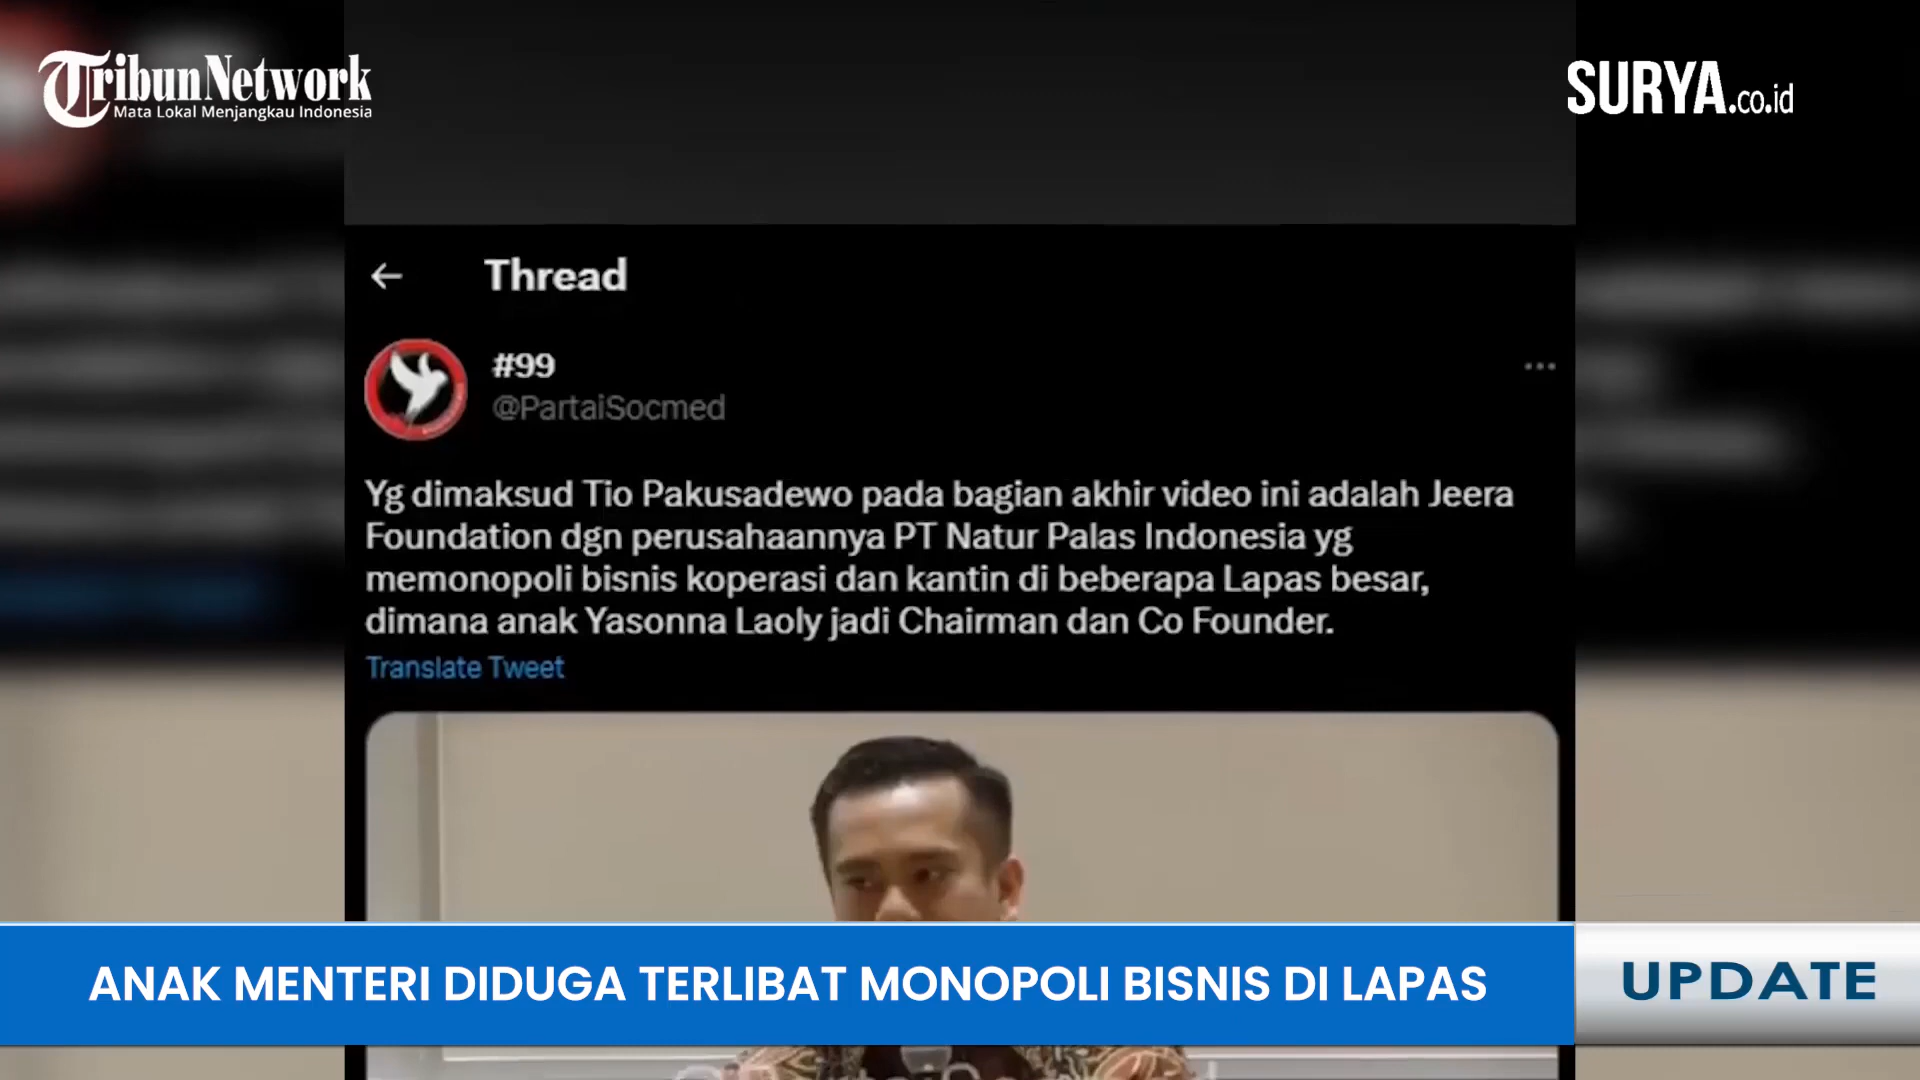 TribunNetwork
Mata Lokal Menjangkau Indonesia
SURYA.co.id
Thread
#99
@PartaiSocmed
Yg dimaksud Tio Pakusadewo pada bagian akhir video ini adalah Jeera
Foundation dgn perusahaannya PT Natur Palas Indonesia yg
memonopoli bisnis koperasi dan kantin di beberapa Lapas besar,
dimana anak Yasonna Laoly jadi Chairman dan Co Founder.
Translate Tweet
ANAK MENTERI DIDUGA TERLIBAT MONOPOLI BISNIS DI LAPAS
UPDATE